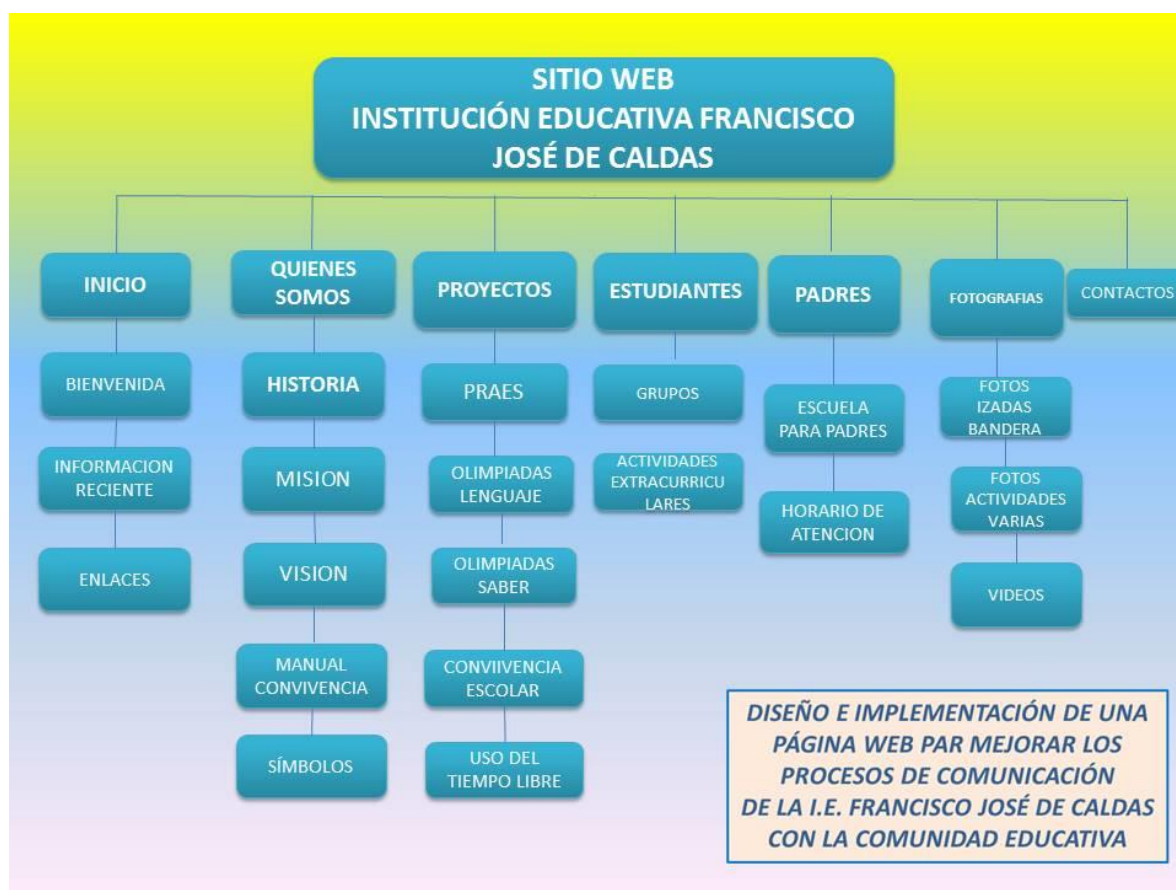 SITIO WEB
INSTITUCIÓN EDUCATIVA FRANCISCO
JOSÉ DE CALDAS
INICIO
BIENVENIDA
INFORMACION
RECIENTE
ENLACES
QUIENES
SOMOS
HISTORIA
MISION
VISION
MANUAL
CONVIVENCIA
SÍMBOLOS
PROYECTOS
PRAES
OLIMPIADAS
LENGUAJE
OLIMPIADAS
SABER
CONVIIVENCIA
ESCOLAR
USO DEL
TIEMPO LIBRE
ESTUDIANTES
GRUPOS
ACTIVIDADES
EXTRACURRICU
LARES
PADRES
ESCUELA
PARA PADRES
HORARIO DE
ATENCION
FOTOGRAFIAS
FOTOS
IZADAS
BANDERA
FOTOS
ACTIVIDADES
VARIAS
VIDEOS
CONTACTOS
DISEÑO E IMPLEMENTACIÓN DE UNA
PÁGINA WEB PAR MEJORAR LOS
PROCESOS DE COMUNICACIÓN
DE LA I.E. FRANCISCO JOSÉ DE CALDAS
CON LA COMUNIDAD EDUCATIVA